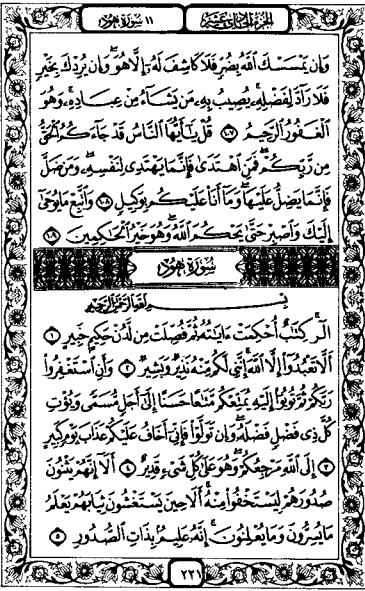 الجزء الحادي عشر
١١ سورة هود
وَإِن يَمْسَسْكَ ٱللَّهُ بِضُرٍّ فَلَا كَاشِفَ لَهُۥٓ إِلَّا هُوَ ۖ وَإِن يُرِدْكَ بِخَيْرٍ
فَلَا رَآدَّ لِفَضْلِهِۦ ۚ يُصِيبُ بِهِۦ مَن يَشَآءُ مِنْ عِبَادِهِۦ ۚ وَهُوَ
ٱلْغَفُورُ ٱلرَّحِيمُ ١٠٧ قُلْ يَٰٓأَيُّهَا ٱلنَّاسُ قَدْ جَآءَكُمُ ٱلْحَقُّ
مِن رَّبِّكُمْ ۖ فَمَنِ ٱهْتَدَىٰ فَإِنَّمَا يَهْتَدِى لِنَفْسِهِۦ ۖ وَمَن ضَلَّ
فَإِنَّمَا يَضِلُّ عَلَيْهَا ۖ وَمَآ أَنَا۠ عَلَيْكُم بِوَكِيلٍ ١٠٨ وَٱتَّبِعْ مَا يُوحَىٰٓ
إِلَيْكَ وَٱصْبِرْ حَتَّىٰ يَحْكُمَ ٱللَّهُ ۚ وَهُوَ خَيْرُ ٱلْحَٰكِمِينَ ١٠٩
سورة هود
بِسْمِ ٱللَّهِ ٱلرَّحْمَٰنِ ٱلرَّحِيمِ
الٓر ۚ كِتَٰبٌ أُحْكِمَتْ ءَايَٰتُهُۥ ثُمَّ فُصِّلَتْ مِن لَّدُنْ حَكِيمٍ خَبِيرٍ ١
أَلَّا تَعْبُدُوٓا۟ إِلَّا ٱللَّهَ ۚ إِنَّنِى لَكُم مِّنْهُ نَذِيرٌ وَبَشِيرٌ ٢ وَأَنِ ٱسْتَغْفِرُوا۟
رَبَّكُمْ ثُمَّ تُوبُوٓا۟ إِلَيْهِ يُمَتِّعْكُم مَّتَٰعًا حَسَنًا إِلَىٰٓ أَجَلٍ مُّسَمًّى وَيُؤْتِ
كُلَّ ذِى فَضْلٍ فَضْلَهُۥ ۖ وَإِن تَوَلَّوْا۟ فَإِنِّىٓ أَخَافُ عَلَيْكُمْ عَذَابَ يَوْمٍ كَبِيرٍ
٣ إِلَى ٱللَّهِ مَرْجِعُكُمْ ۖ وَهُوَ عَلَىٰ كُلِّ شَىْءٍ قَدِيرٌ ٤ أَلَآ إِنَّهُمْ يَثْنُونَ
صُدُورَهُمْ لِيَسْتَخْفُوا۟ مِنْهُ ۚ أَلَا حِينَ يَسْتَغْشُونَ ثِيَابَهُمْ يَعْلَمُ
مَا يُسِرُّونَ وَمَا يُعْلِنُونَ ۚ إِنَّهُۥ عَلِيمٌۢ بِذَاتِ ٱلصُّدُورِ ٥
٢٢١